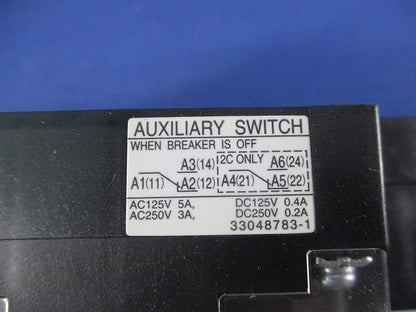 AUXILIARY SWITCH
WHEN BREAKER IS OFF
A3(14) 2C ONLY A6(24)
A1(11) A2(12) A4(21) A5(22)
AC125V 5A, DC125V 0.4A
AC250V 3A, DC250V 0.2A
33048783-1